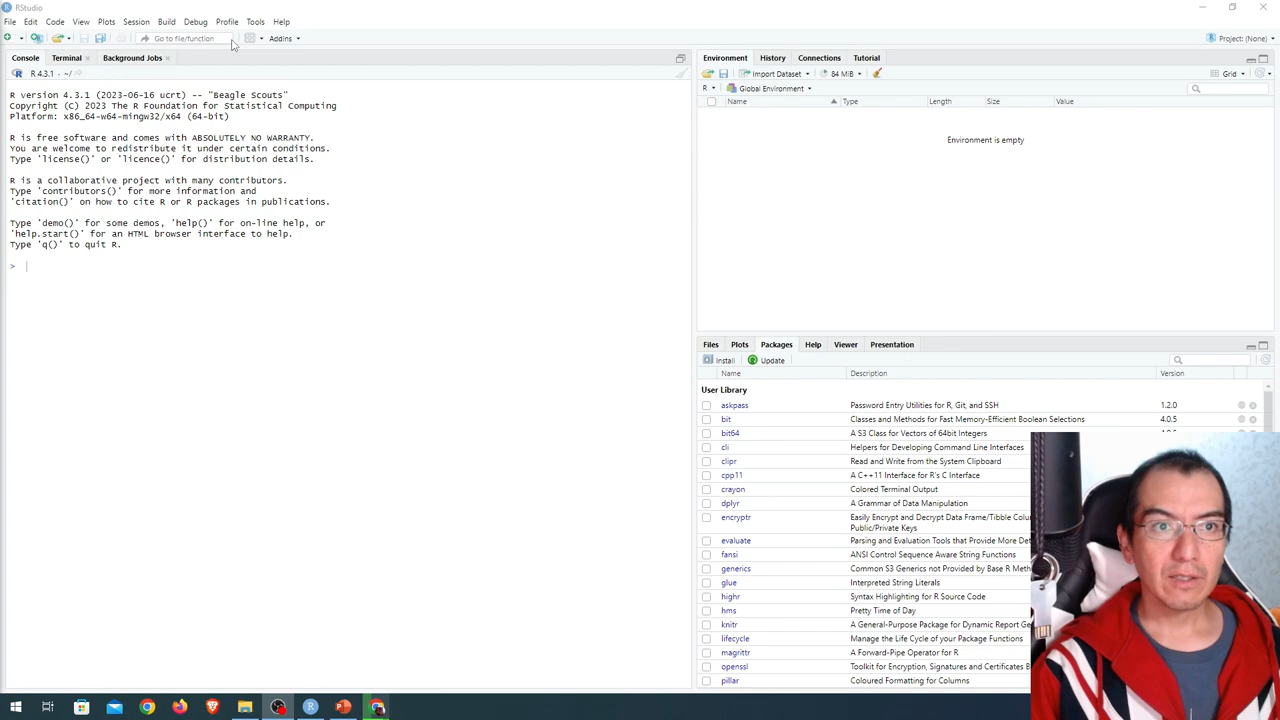 RStudio
File Edit Code View Plots Session Build Debug Profile Tools Help
Go to file/function Addins Project: (None)
Console Terminal Background Jobs
R 4.3.1 · ~/
R version 4.3.1 (2023-06-16 ucrt) -- "Beagle Scouts"
Copyright (C) 2023 The R Foundation for Statistical Computing
Platform: x86_64-w64-mingw32/x64 (64-bit)
R is free software and comes with ABSOLUTELY NO WARRANTY.
You are welcome to redistribute it under certain conditions.
Type 'license()' or 'licence()' for distribution details.
R is a collaborative project with many contributors.
Type 'contributors()' for more information and
'citation()' on how to cite R or R packages in publications.
Type 'demo()' for some demos, 'help()' for on-line help, or
'help.start()' for an HTML browser interface to help.
Type 'q()' to quit R.
>
Environment History Connections Tutorial
Import Dataset 84 MiB Grid
R Global Environment
Name Type Length Size Value
Environment is empty
Files Plots Packages Help Viewer Presentation
Install Update
Name Description Version
User Library
askpass Password Entry Utilities for R, Git, and SSH 1.2.0
bit Classes and Methods for Fast Memory-Efficient Boolean Selections 4.0.5
bit64 A S3 Class for Vectors of 64bit Integers
cli Helpers for Developing Command Line Interfaces
clipr Read and Write from the System Clipboard
cpp11 A C++11 Interface for R's C Interface
crayon Colored Terminal Output
dplyr A Grammar of Data Manipulation
encryptr Easily Encrypt and Decrypt Data Frame/Tibble Colu
Public/Private Keys
evaluate Parsing and Evaluation Tools that Provide More Det
fansi ANSI Control Sequence Aware String Functions
generics Common S3 Generics not Provided by Base R Meth
glue Interpreted String Literals
highr Syntax Highlighting for R Source Code
hms Pretty Time of Day
knitr A General-Purpose Package for Dynamic Report Ge
lifecycle Manage the Life Cycle of your Package Functions
magrittr A Forward-Pipe Operator for R
openssl Toolkit for Encryption, Signatures and Certificates B
pillar Coloured Formatting for Columns